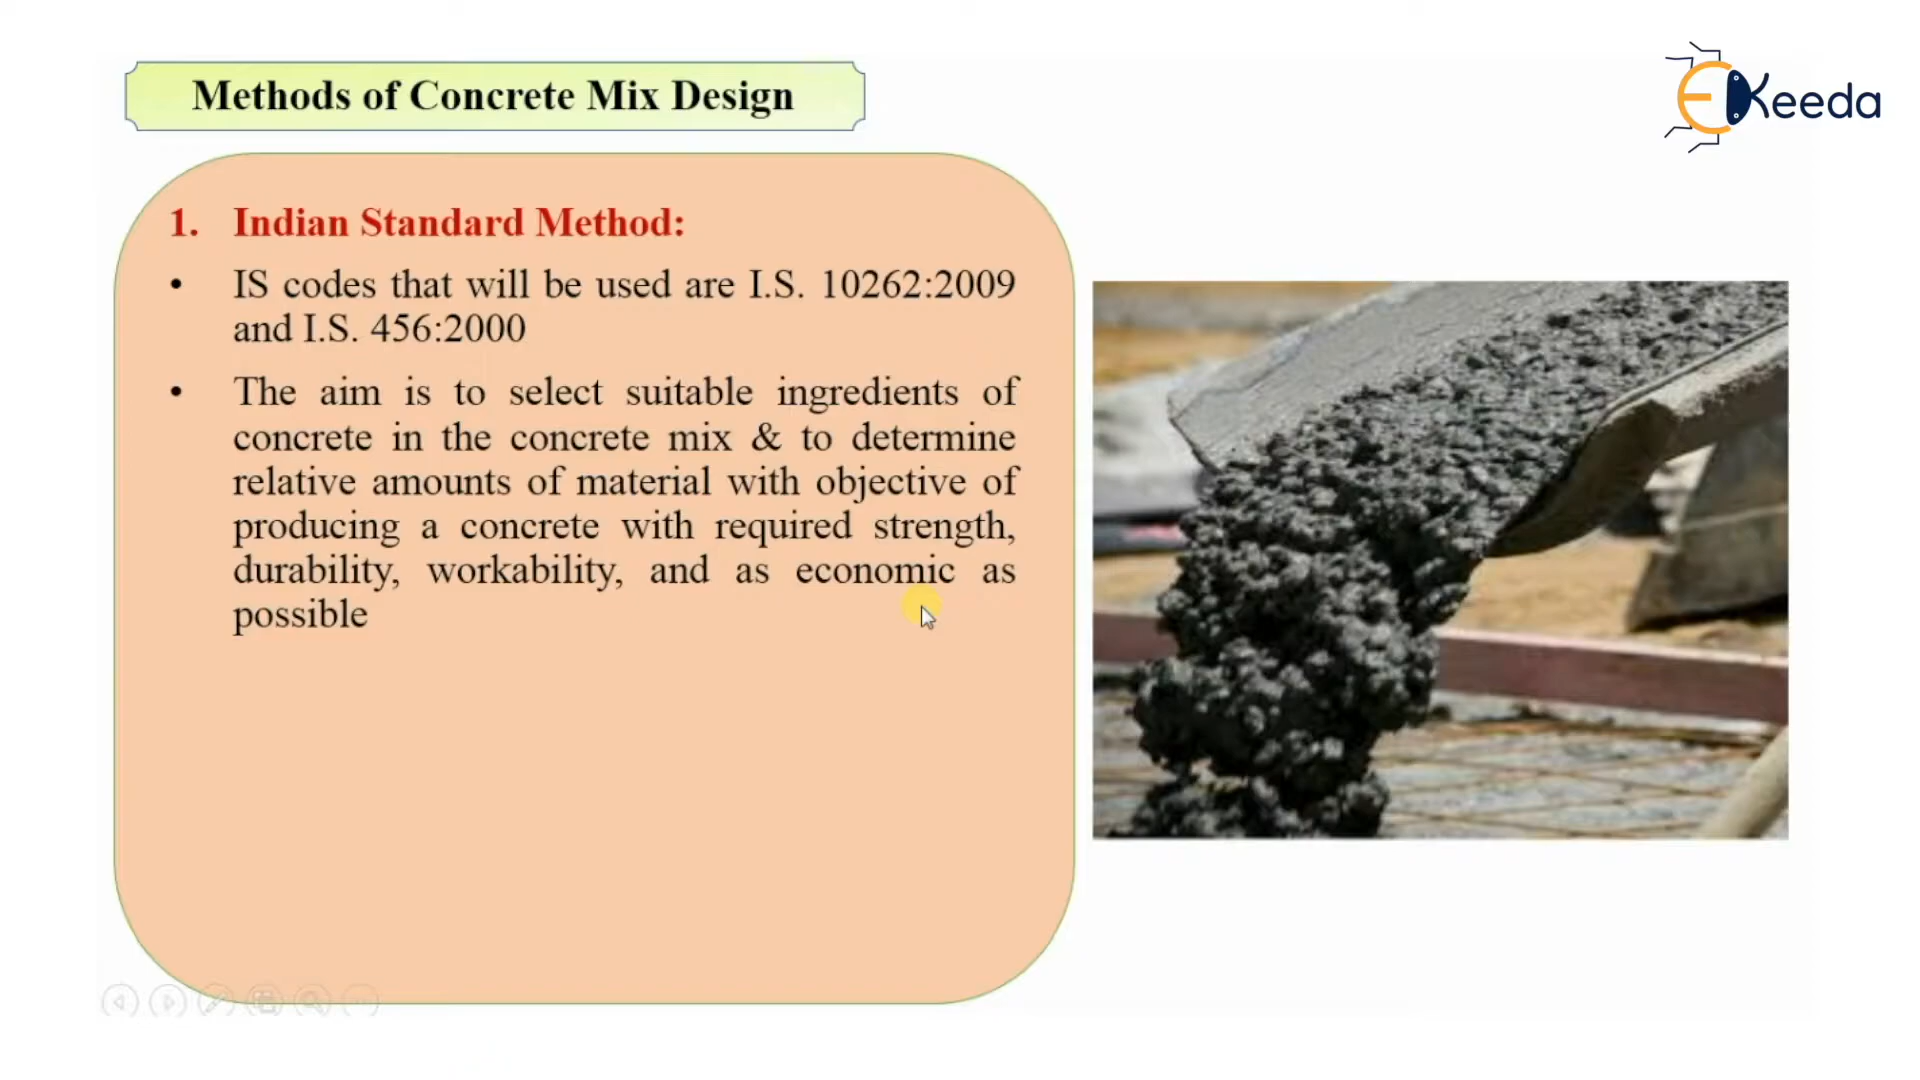 Methods of Concrete Mix Design
EKeeda
1. Indian Standard Method:
• IS codes that will be used are I.S. 10262:2009
and I.S. 456:2000
• The aim is to select suitable ingredients of
concrete in the concrete mix & to determine
relative amounts of material with objective of
producing a concrete with required strength,
durability, workability, and as economic as
possible